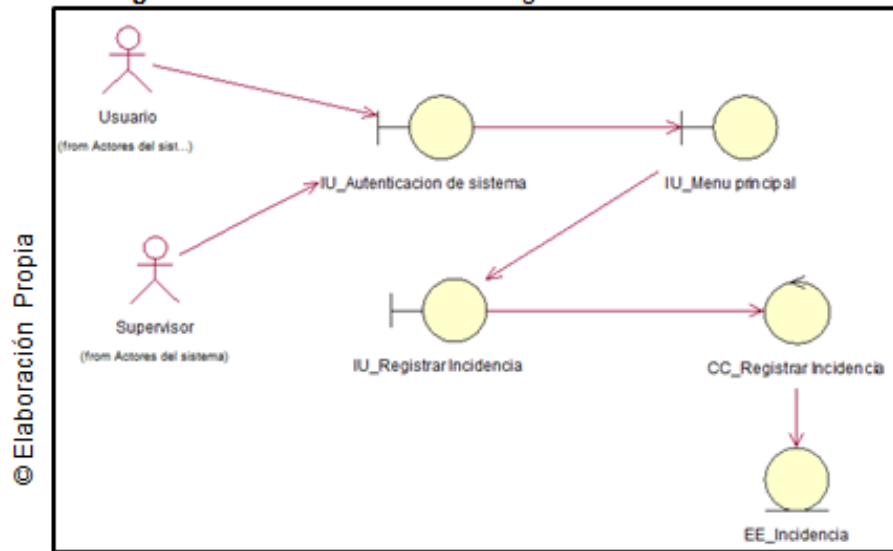 Usuario
(from Actores del sist...)
IU_Autenticacion de sistema
IU_Menu principal
Supervisor
(from Actores del sistema)
IU_Registrar Incidencia
CC_Registrar Incidencia
EE_Incidencia
© Elaboración Propia